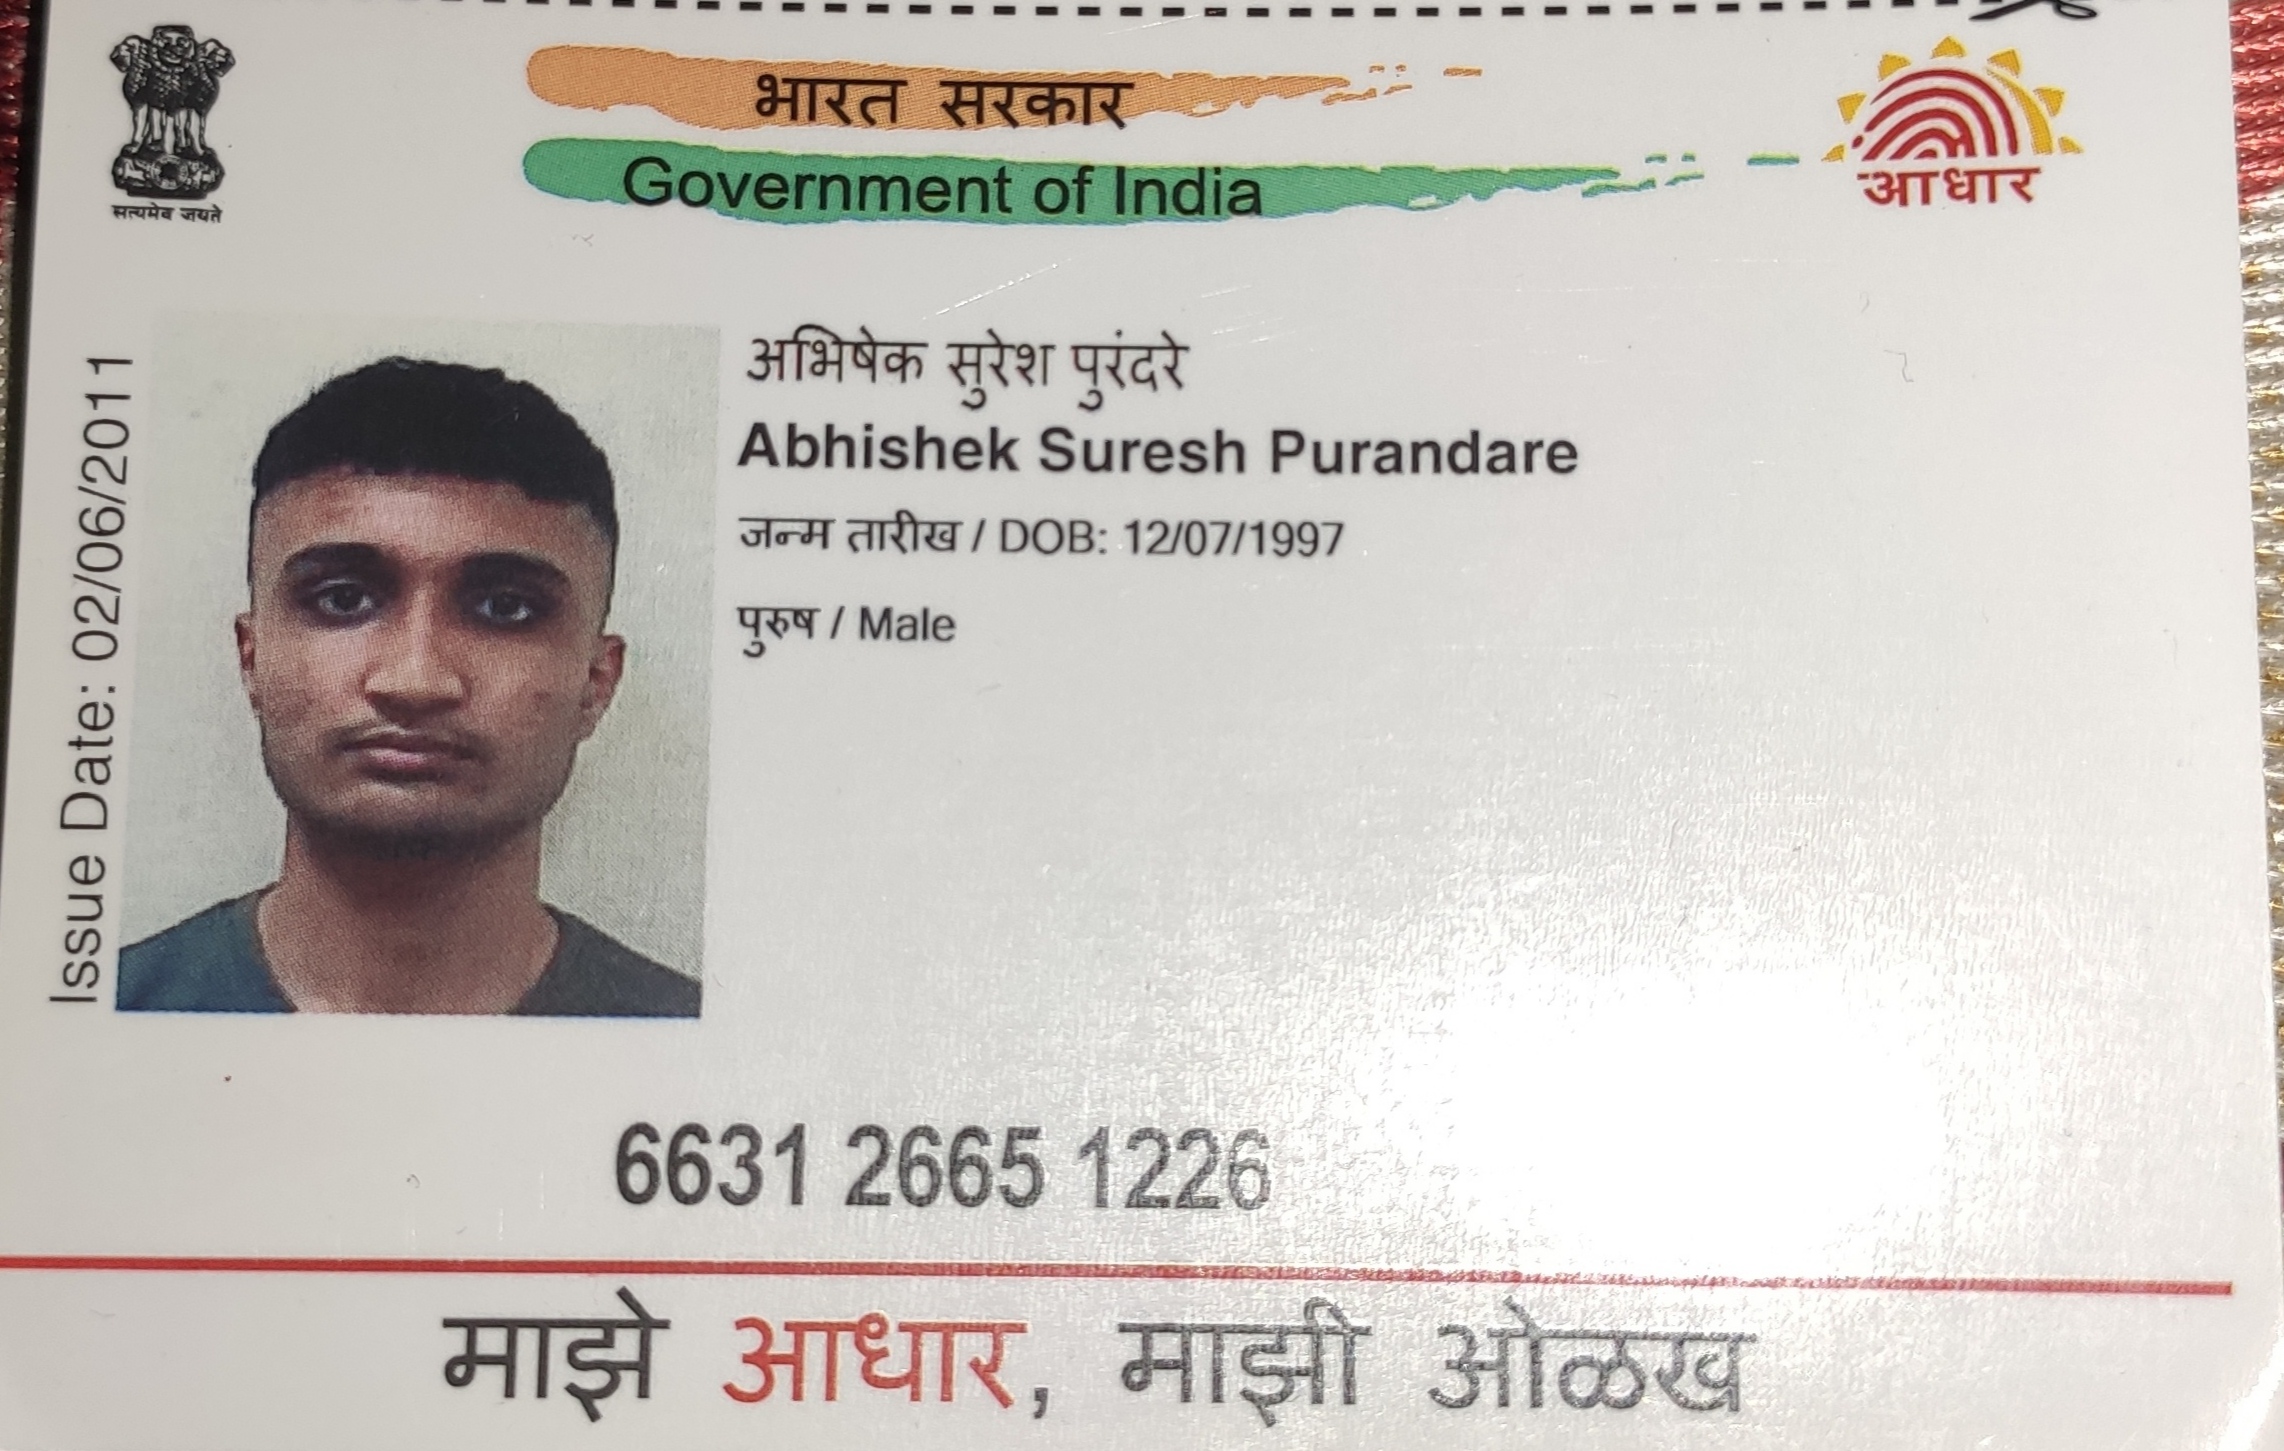 सत्यमेव जयते
भारत सरकार
Government of India
आधार
Issue Date: 02/06/2011
अभिषेक सुरेश पुरंदरे
Abhishek Suresh Purandare
जन्म तारीख / DOB: 12/07/1997
पुरुष / Male
6631 2665 1226
माझे आधार, माझी ओळख